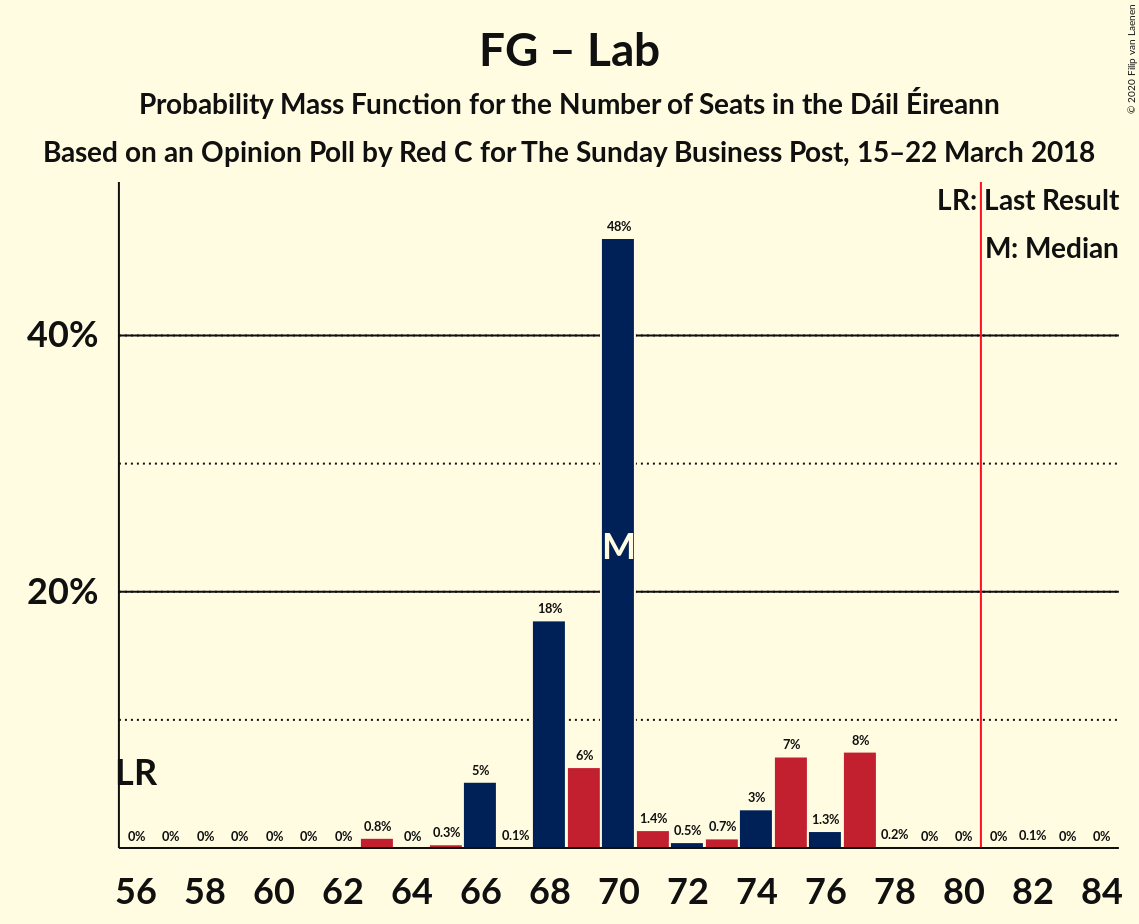 FG – Lab
Probability Mass Function for the Number of Seats in the Dáil Éireann
Based on an Opinion Poll by Red C for The Sunday Business Post, 15–22 March 2018
© 2020 Filip van Laenen
LR: Last Result
M: Median
40%
20%
48%
M
18%
LR
0% 0% 0% 0% 0% 0% 0% 0.8% 0% 0.3% 5% 0.1% 6% 1.4% 0.5% 0.7% 3% 7% 1.3% 8% 0.2% 0% 0% 0% 0.1% 0% 0%
56 58 60 62 64 66 68 70 72 74 76 78 80 82 84